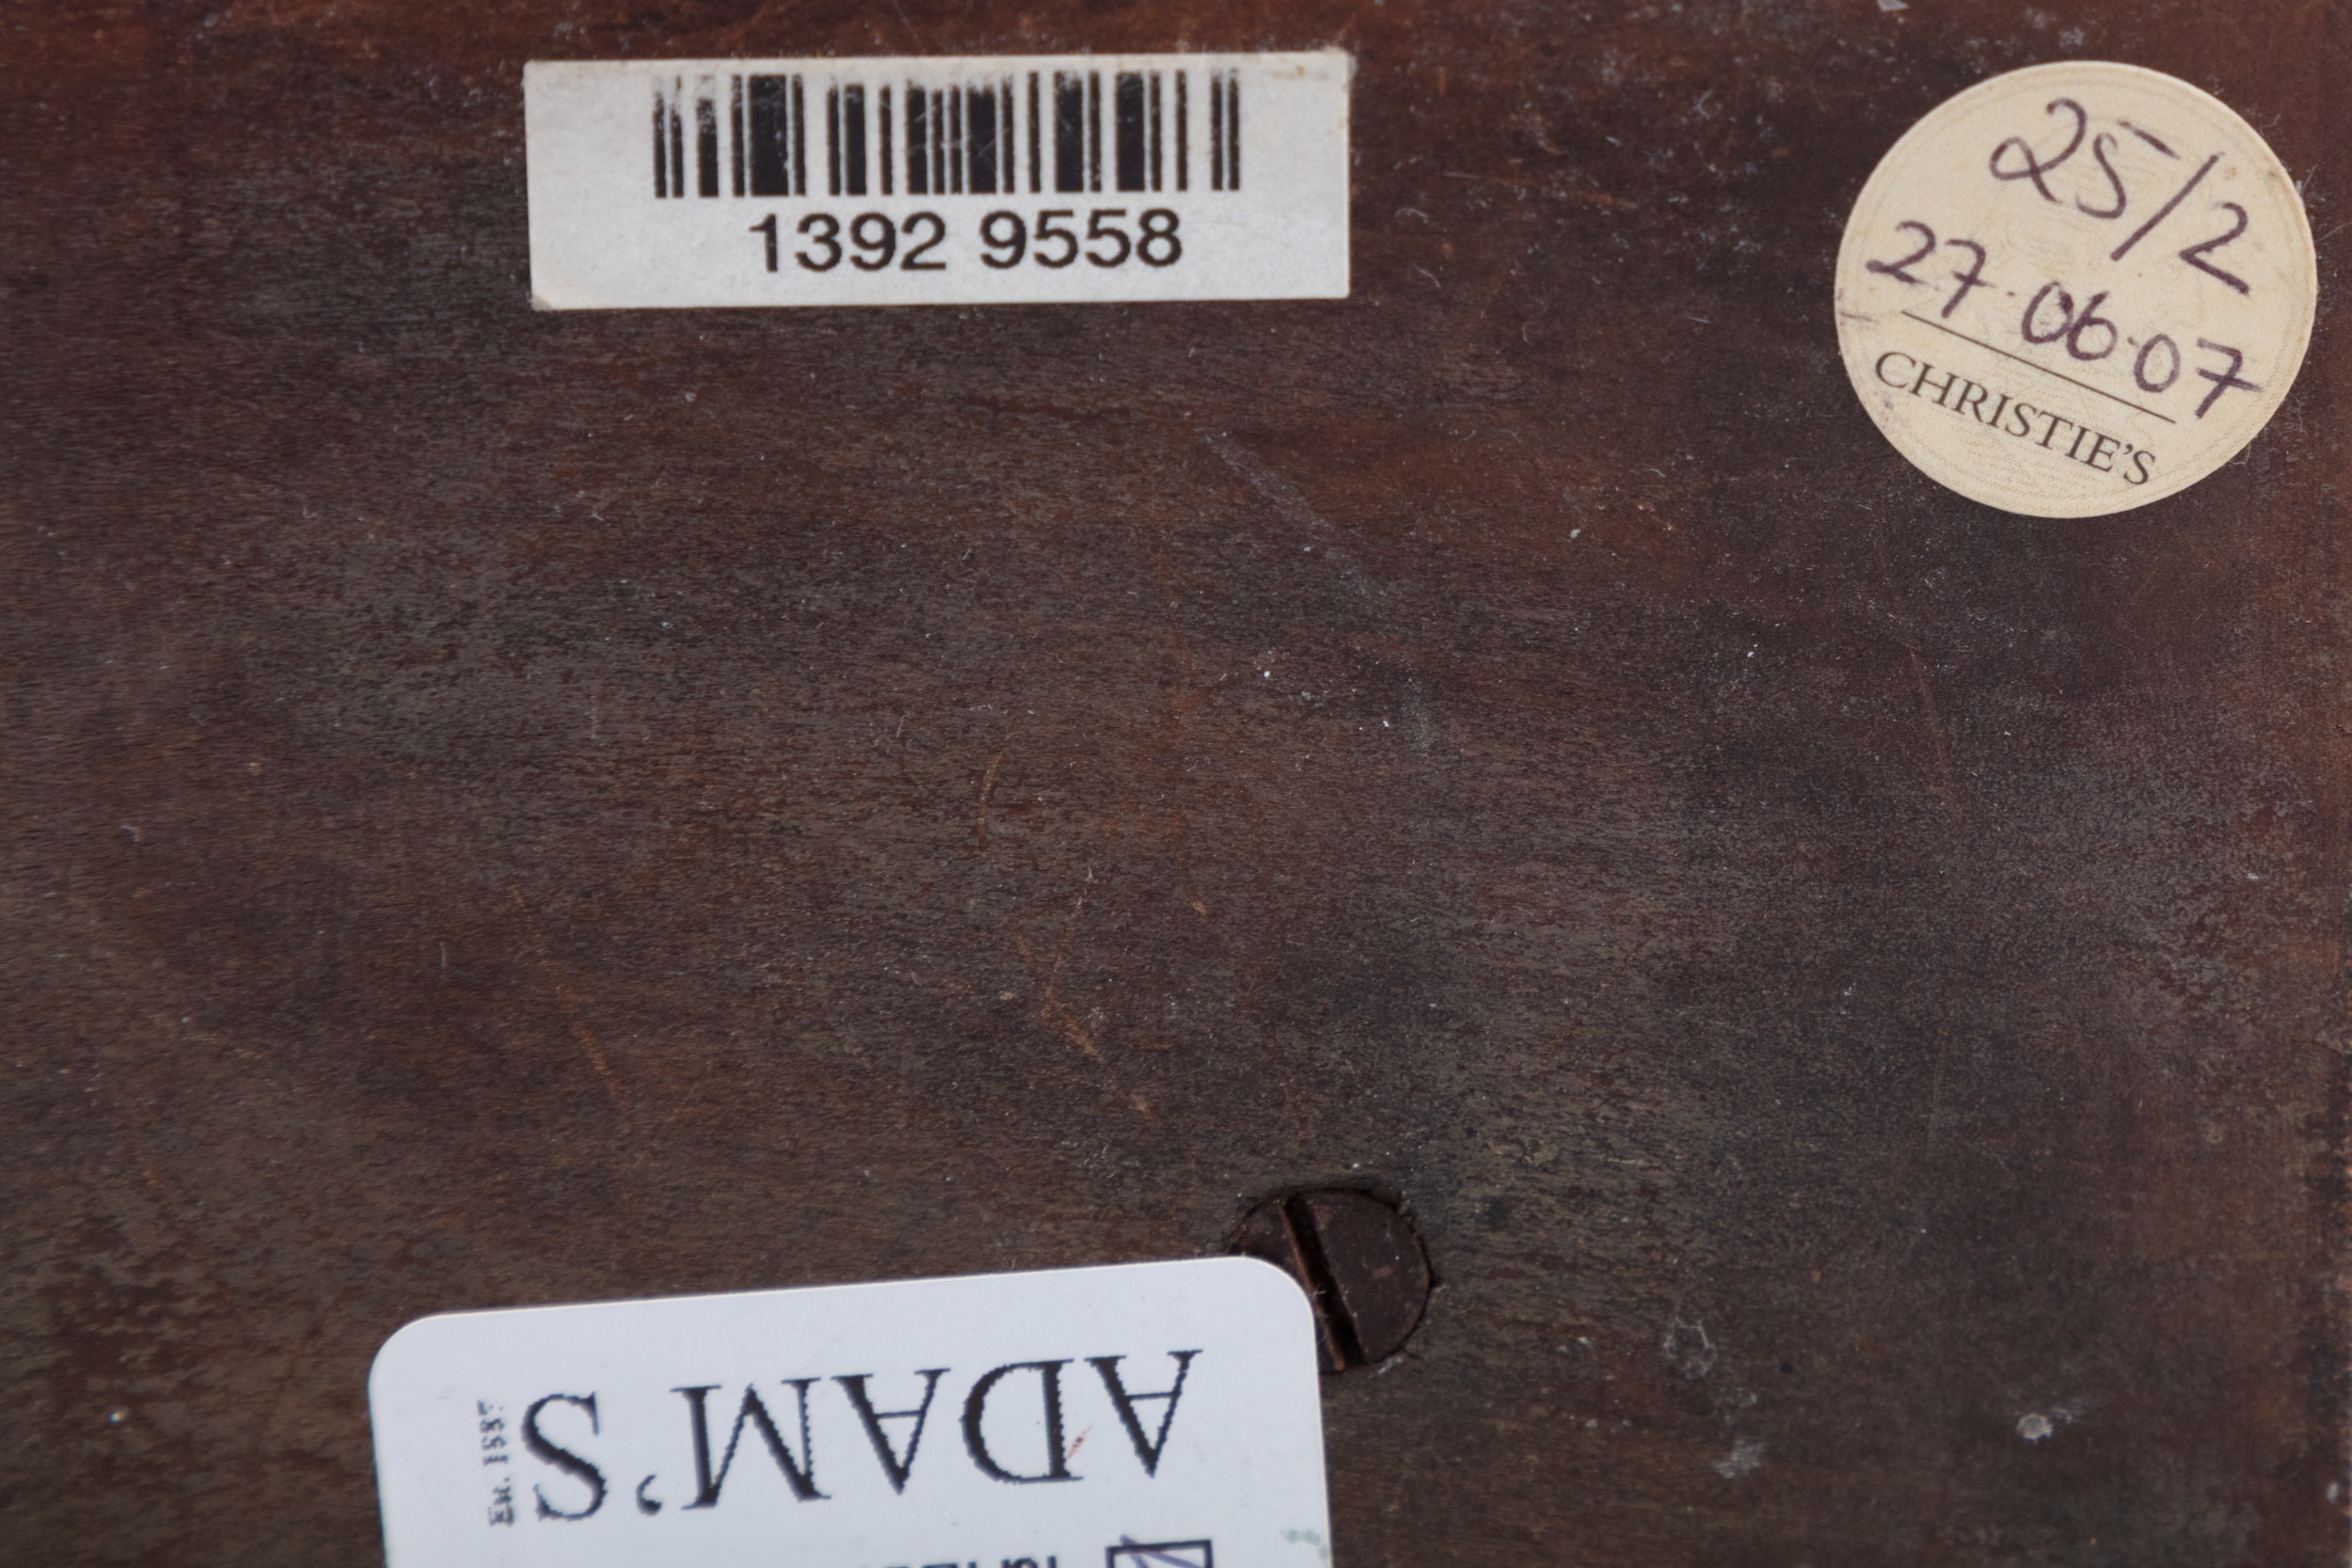 1392 9558
25/2
27·06·07
CHRISTIE'S
ADAM'S
Est. 1887